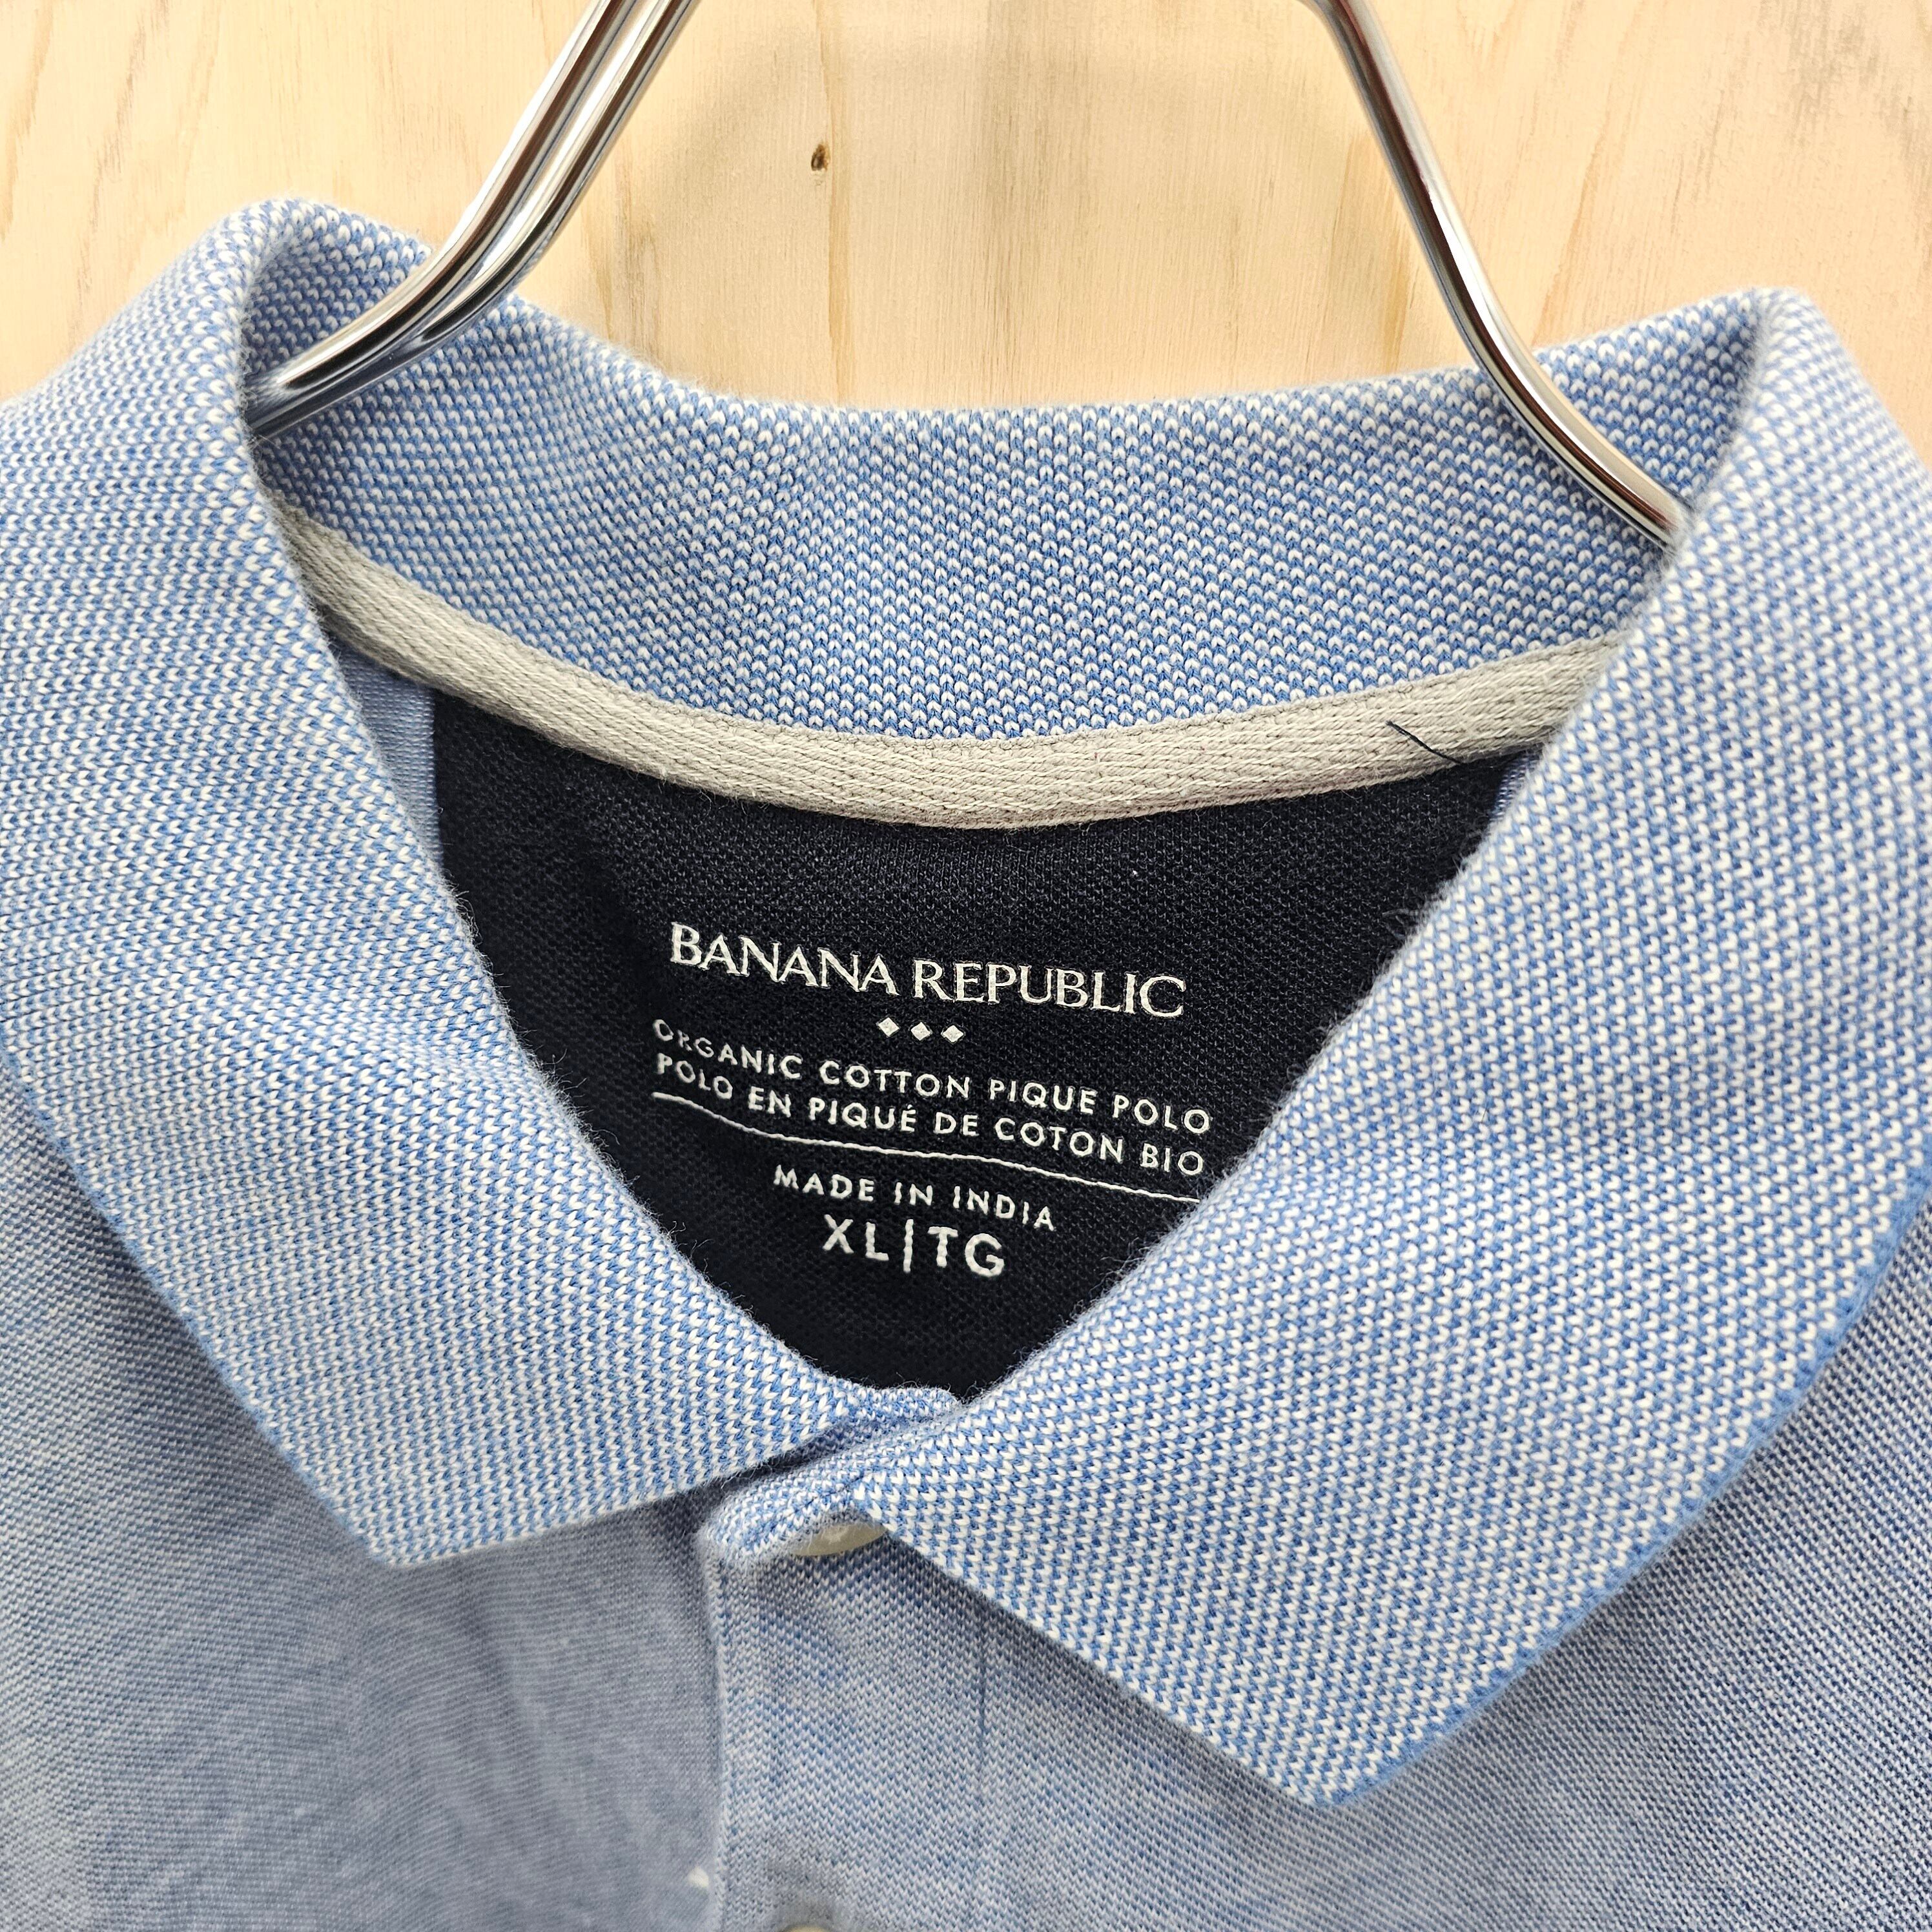 BANANA REPUBLIC
ORGANIC COTTON PIQUE POLO
POLO EN PIQUÉ DE COTON BIO
MADE IN INDIA
XL|TG